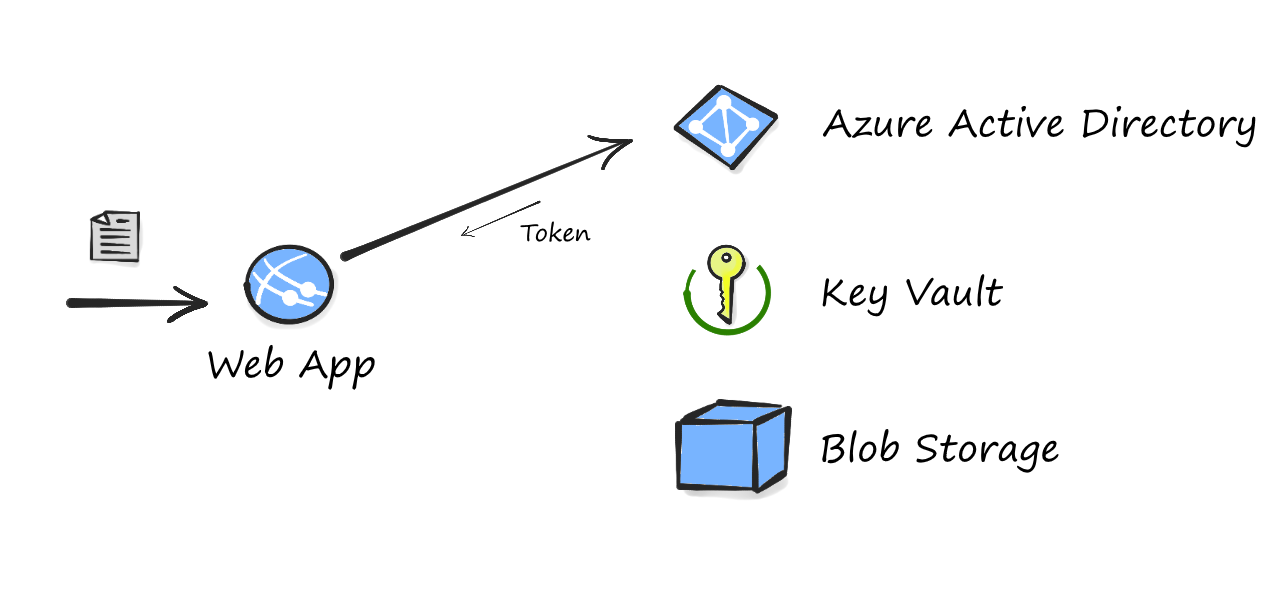 Azure Active Directory
Token
Key Vault
Web App
Blob Storage